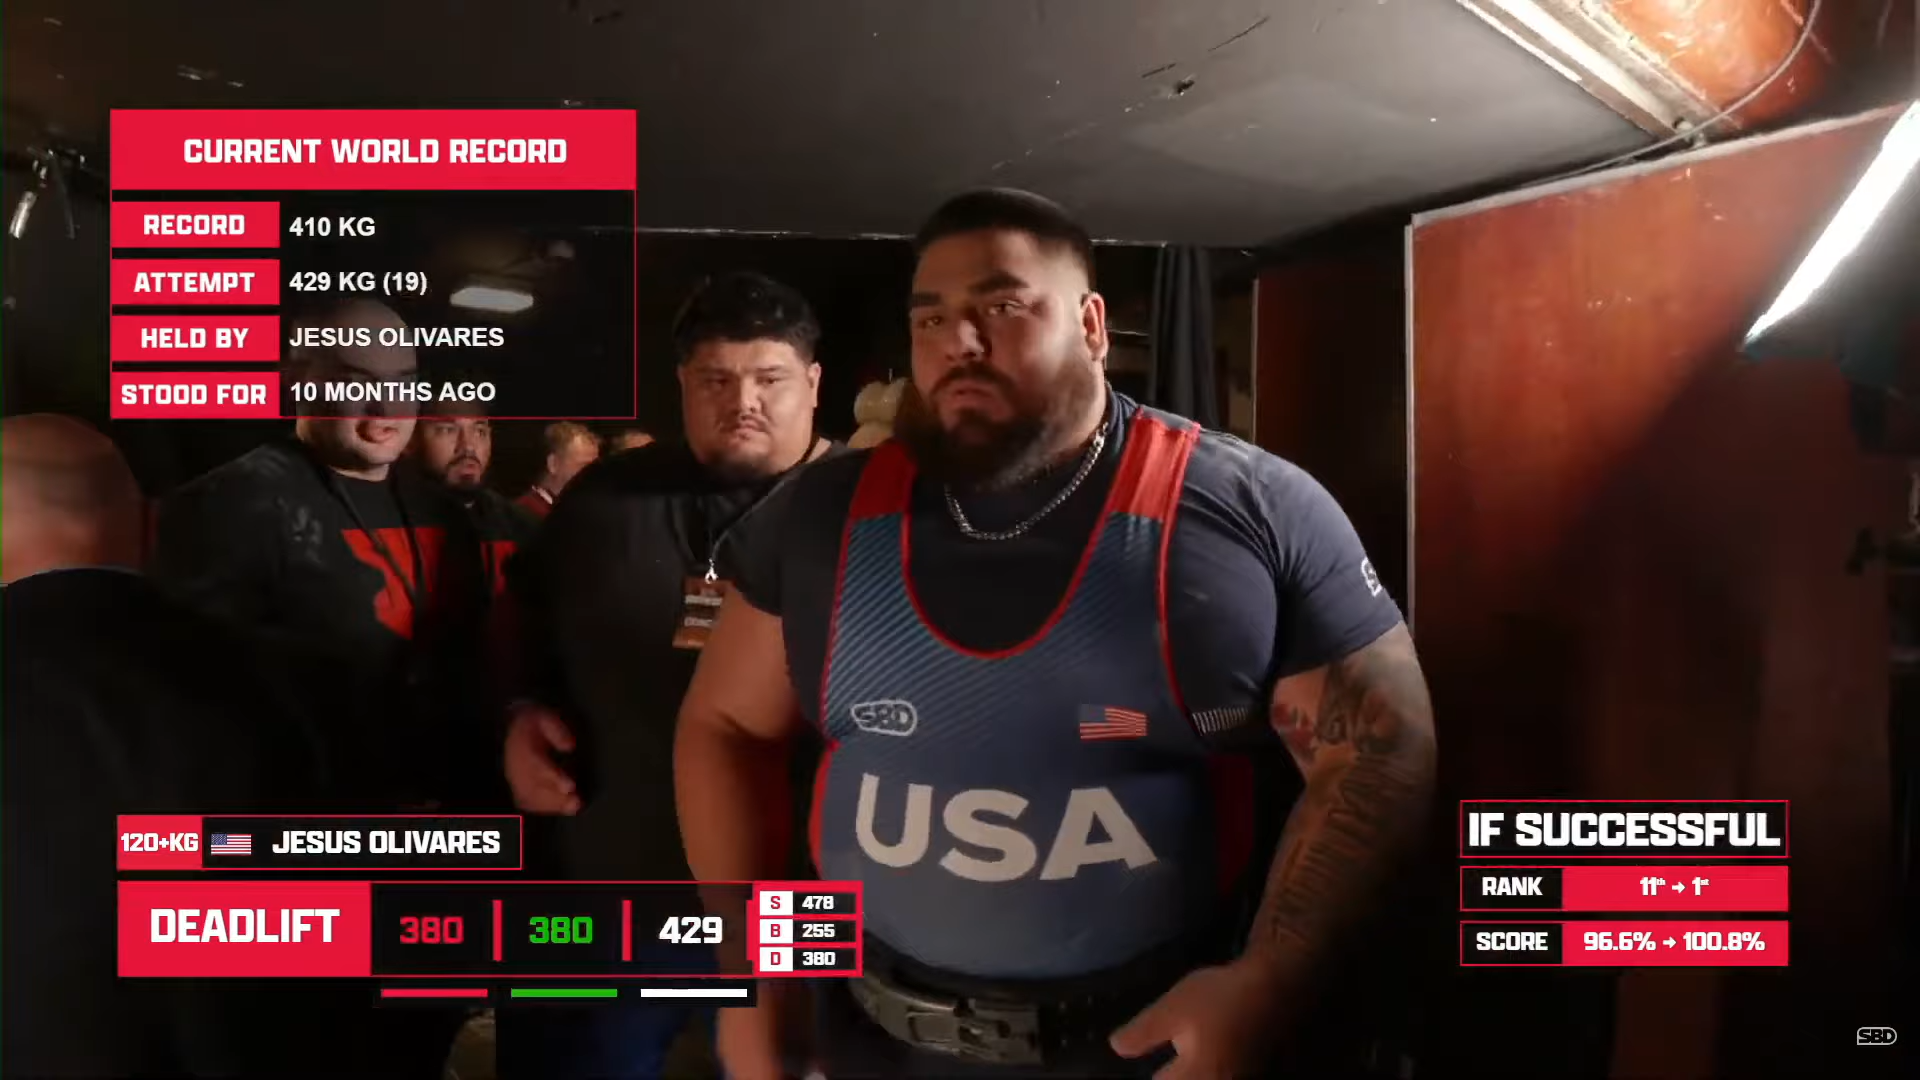 CURRENT WORLD RECORD
RECORD 410 KG
ATTEMPT 429 KG (19)
HELD BY JESUS OLIVARES
STOOD FOR 10 MONTHS AGO
SBD
USA
120+KG JESUS OLIVARES
DEADLIFT 380 380 429
S 478
B 255
D 380
IF SUCCESSFUL
RANK 11th → 1st
SCORE 96.6% → 100.8%
SBD